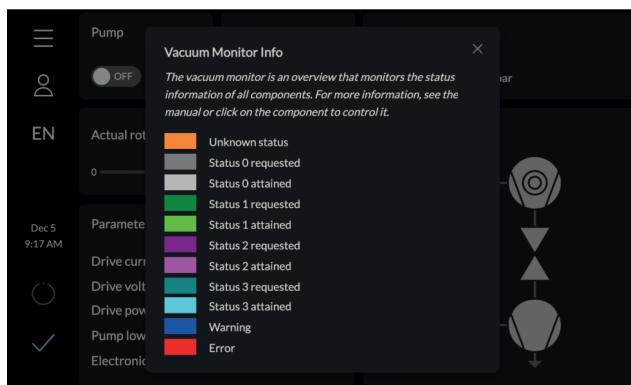 Pump
OFF
EN
Actual rot
0
Dec 5
9:17 AM
Paramete
Drive curr
Drive volt
Drive pow
Pump low
Electronic
bar
Vacuum Monitor Info
The vacuum monitor is an overview that monitors the status
information of all components. For more information, see the
manual or click on the component to control it.
Unknown status
Status 0 requested
Status 0 attained
Status 1 requested
Status 1 attained
Status 2 requested
Status 2 attained
Status 3 requested
Status 3 attained
Warning
Error